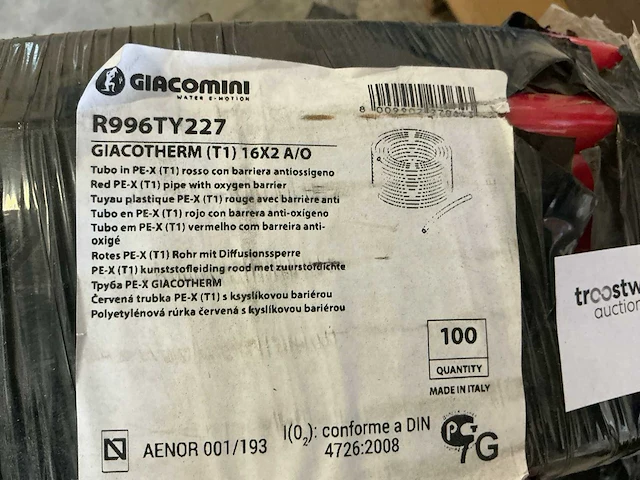 GIACOMINI
WATER E-MOTION
R996TY227
GIACOTHERM (T1) 16X2 A/O
Tubo in PE-X (T1) rosso con barriera antiossigeno
Red PE-X (T1) pipe with oxygen barrier
Tuyau plastique PE-X (T1) rouge avec barrière anti
Tubo en PE-X (T1) rojo con barrera anti-oxígeno
Tubo em PE-X (T1) vermelho com barreira anti-
oxigé
Rotes PE-X (T1) Rohr mit Diffusionssperre
PE-X (T1) kunststofleiding rood met zuurstofdichte
Труба PE-X GIACOTHERM
Červená trubka PE-X (T1) s ksyslíkovou bariérou
Polyetylénová rúrka červená s kyslíkovou bariérou
100
QUANTITY
MADE IN ITALY
AENOR 001/193
I(O₂): conforme a DIN
4726:2008
troostw
auction